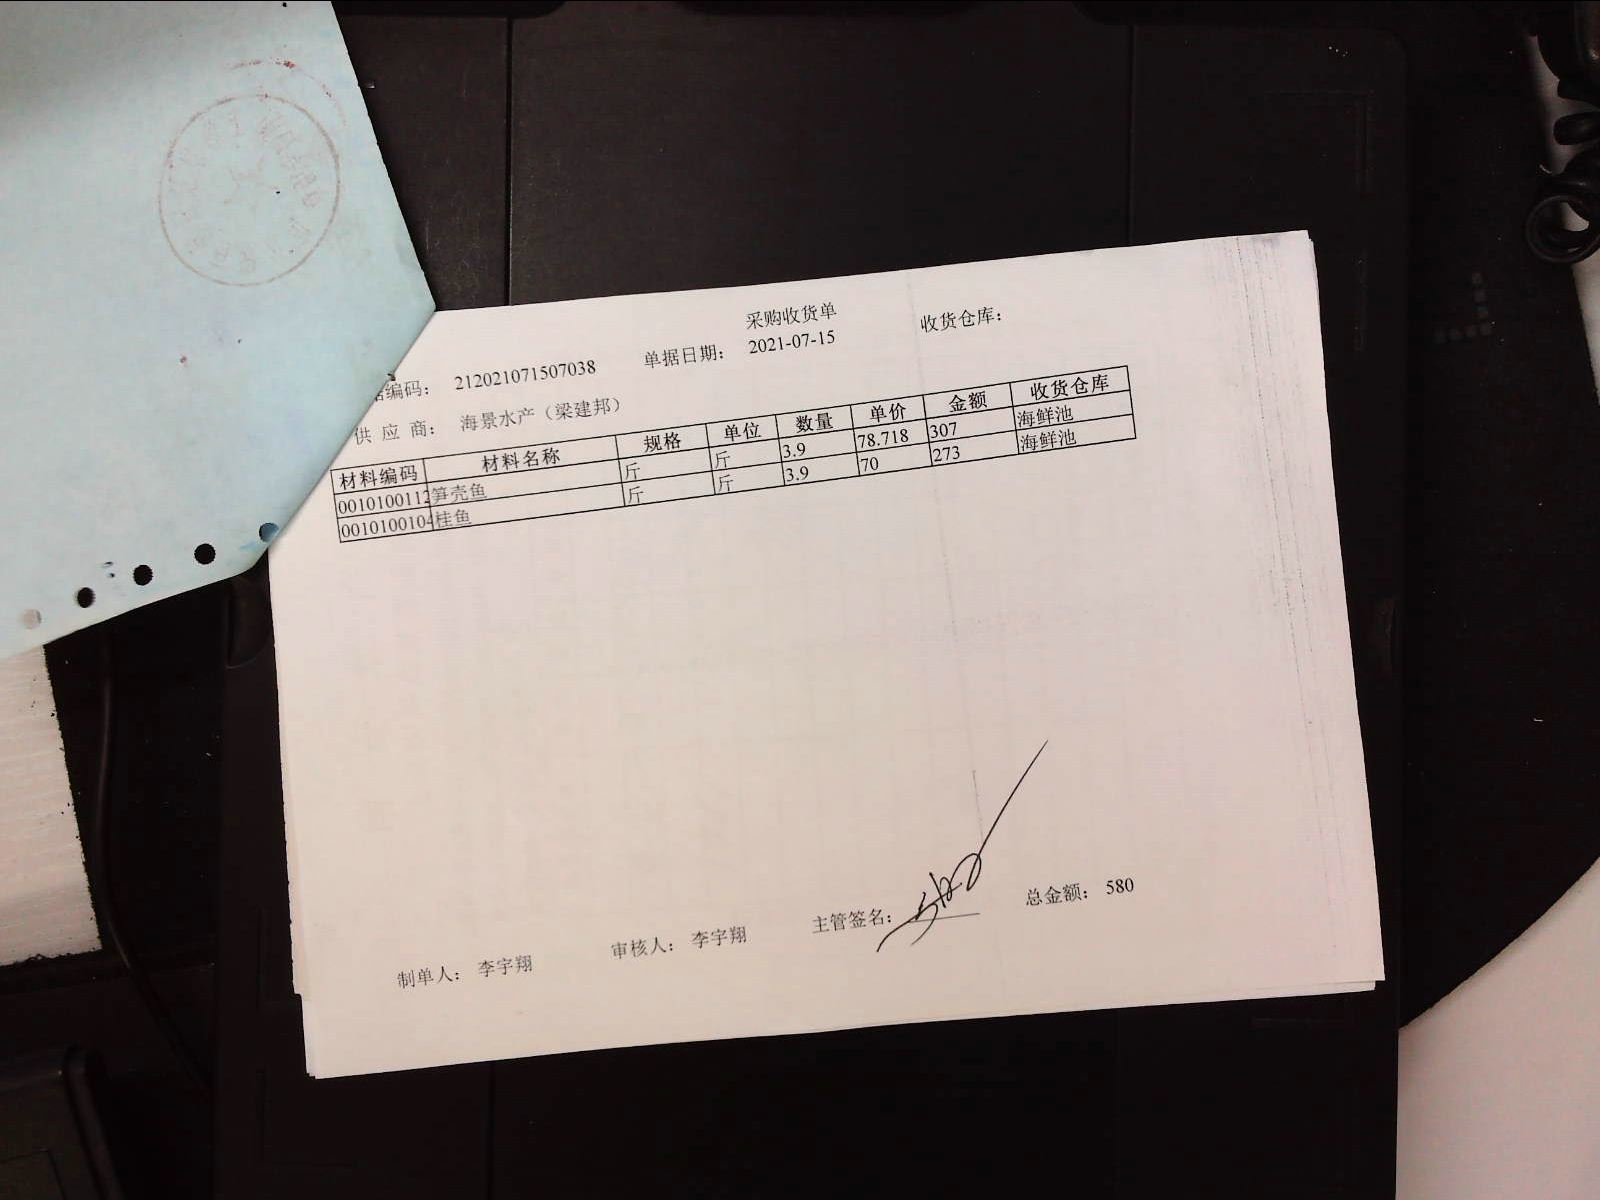 采购收货单
编码： 212021071507038 单据日期： 2021-07-15 收货仓库：
供 应 商： 海景水产（梁建邦）
材料编码 材料名称 规格 单位 数量 单价 金额 收货仓库
0010100112 笋壳鱼 斤 斤 3.9 78.718 307 海鲜池
0010100104 桂鱼 斤 斤 3.9 70 273 海鲜池
制单人： 李宇翔 审核人： 李宇翔 主管签名： 总金额： 580